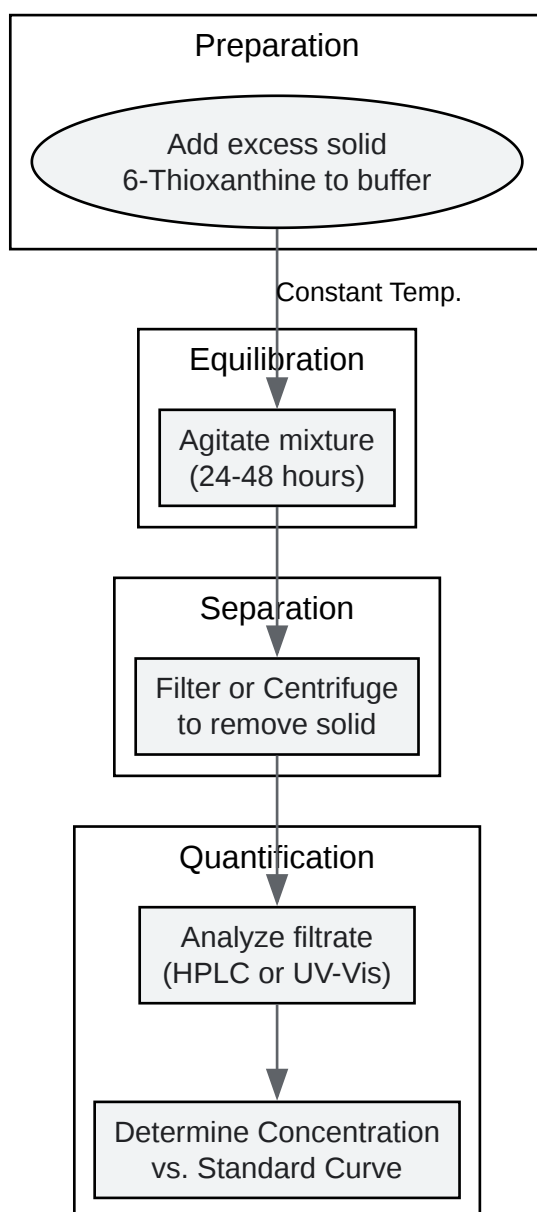 Preparation
Add excess solid
6-Thioxanthine to buffer
Constant Temp.
Equilibration
Agitate mixture
(24-48 hours)
Separation
Filter or Centrifuge
to remove solid
Quantification
Analyze filtrate
(HPLC or UV-Vis)
Determine Concentration
vs. Standard Curve